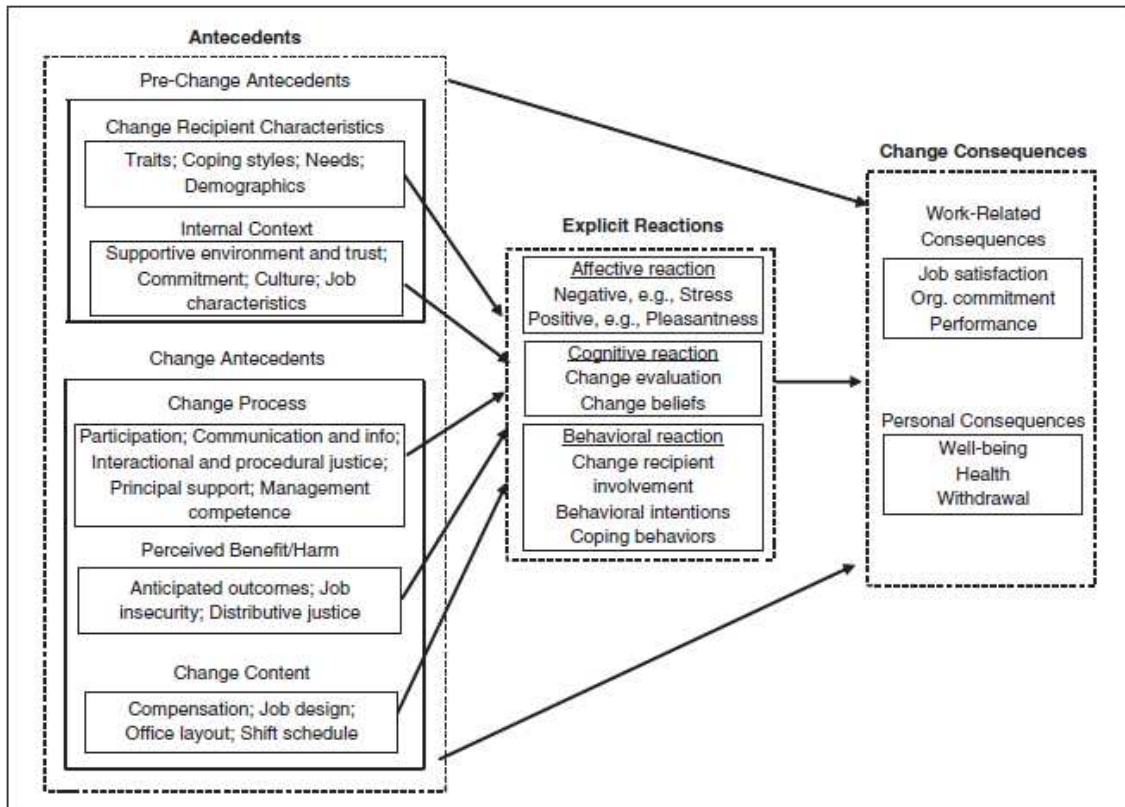 Antecedents
Pre-Change Antecedents
Change Recipient Characteristics
Traits; Coping styles; Needs;
Demographics
Internal Context
Supportive environment and trust;
Commitment; Culture; Job
characteristics
Change Antecedents
Change Process
Participation; Communication and info;
Interactional and procedural justice;
Principal support; Management
competence
Perceived Benefit/Harm
Anticipated outcomes; Job
insecurity; Distributive justice
Change Content
Compensation; Job design;
Office layout; Shift schedule
Explicit Reactions
Affective reaction
Negative, e.g., Stress
Positive, e.g., Pleasantness
Cognitive reaction
Change evaluation
Change beliefs
Behavioral reaction
Change recipient
involvement
Behavioral intentions
Coping behaviors
Change Consequences
Work-Related
Consequences
Job satisfaction
Org. commitment
Performance
Personal Consequences
Well-being
Health
Withdrawal